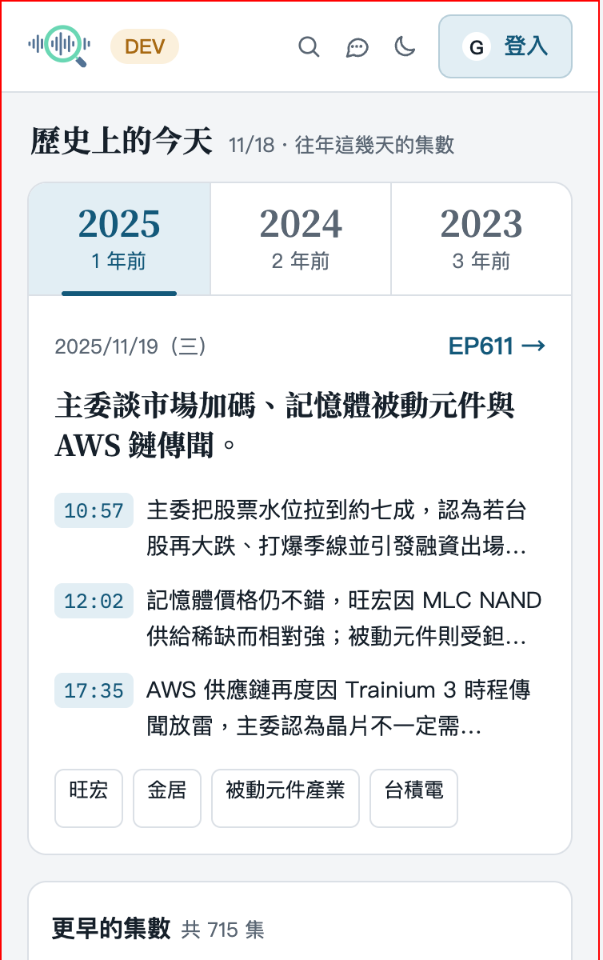 DEV
G 登入
歷史上的今天 11/18 · 往年這幾天的集數
2025 2024 2023
1 年前 2 年前 3 年前
2025/11/19（三） EP611 →
主委談市場加碼、記憶體被動元件與
AWS 鏈傳聞。
10:57 主委把股票水位拉到約七成，認為若台
股再大跌、打爆季線並引發融資出場…
12:02 記憶體價格仍不錯，旺宏因 MLC NAND
供給稀缺而相對強；被動元件則受鉭…
17:35 AWS 供應鏈再度因 Trainium 3 時程傳
聞放雷，主委認為晶片不一定需…
旺宏 金居 被動元件產業 台積電
更早的集數 共 715 集